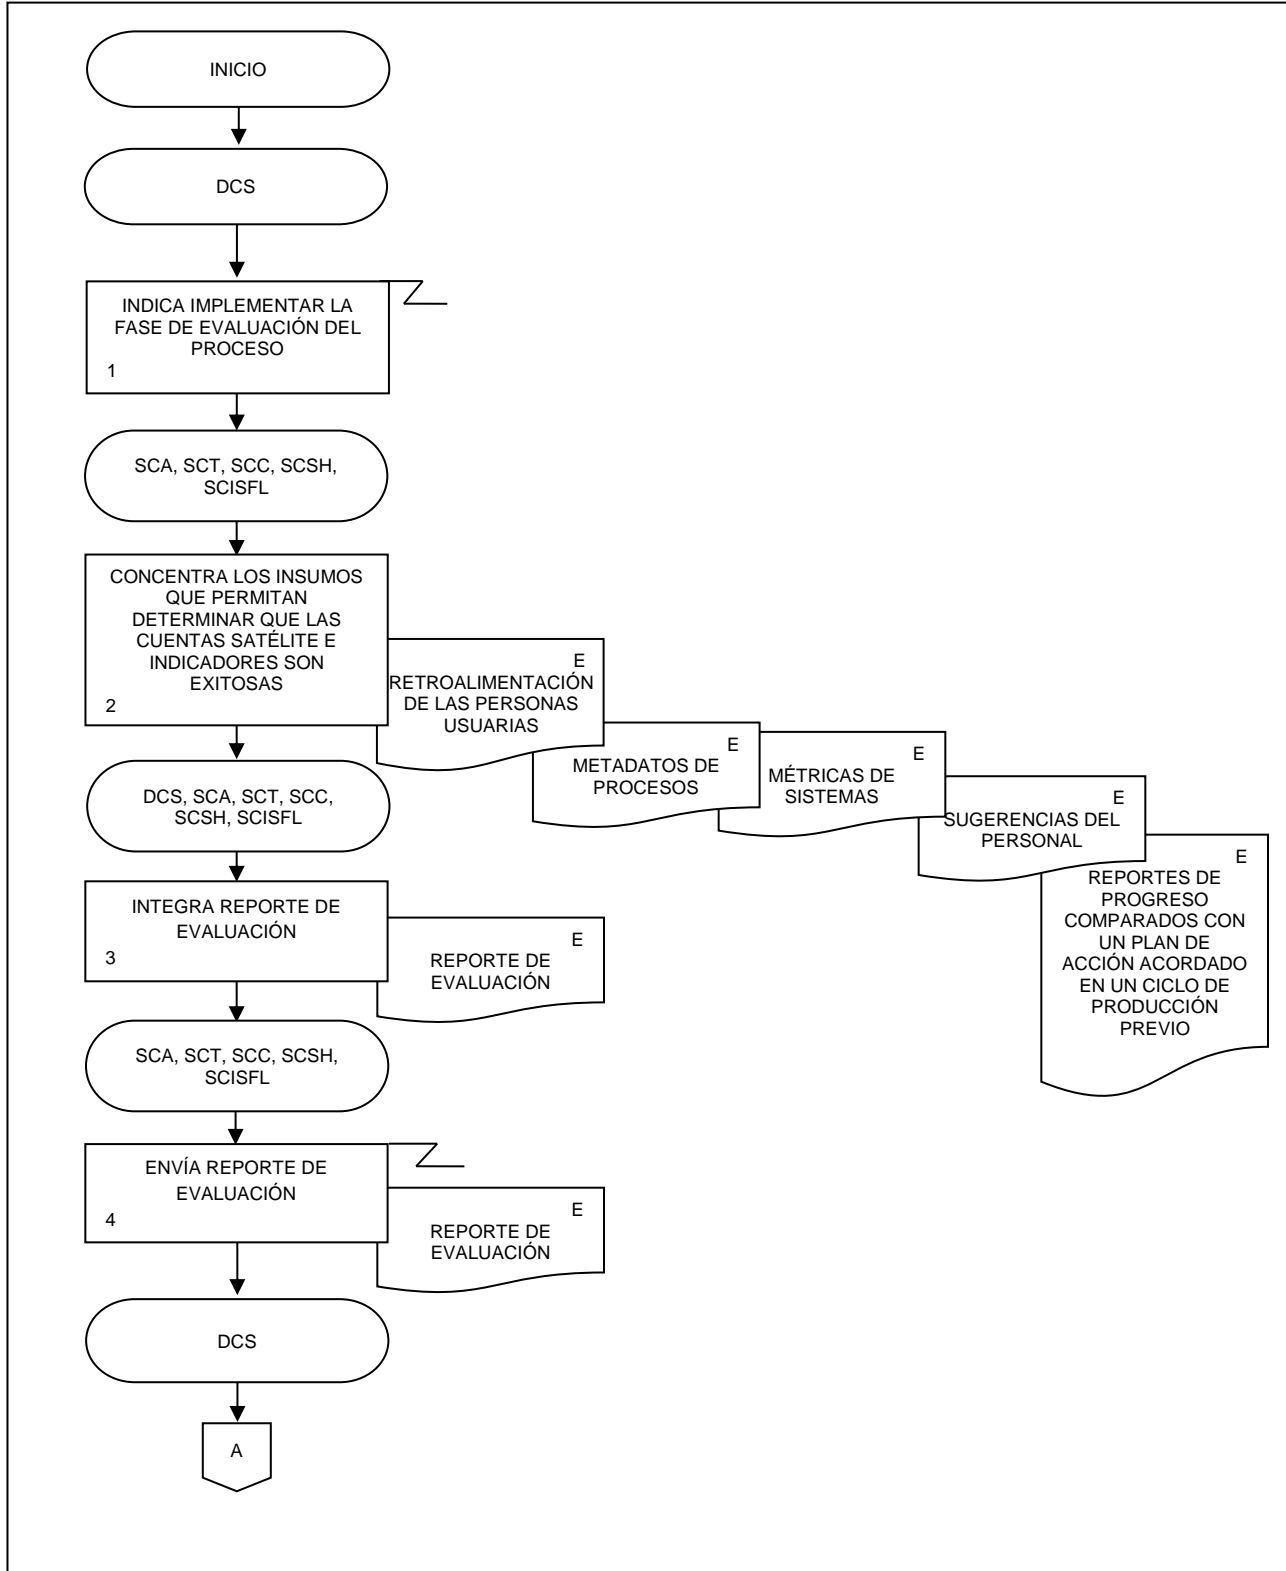 INICIO
DCS
INDICA IMPLEMENTAR LA
FASE DE EVALUACIÓN DEL
PROCESO
1
SCA, SCT, SCC, SCSH,
SCISFL
CONCENTRA LOS INSUMOS
QUE PERMITAN
DETERMINAR QUE LAS
CUENTAS SATÉLITE E
INDICADORES SON
EXITOSAS
2
E
RETROALIMENTACIÓN
DE LAS PERSONAS
USUARIAS
E
METADATOS DE
PROCESOS
E
MÉTRICAS DE
SISTEMAS
E
SUGERENCIAS DEL
PERSONAL
E
REPORTES DE
PROGRESO
COMPARADOS CON
UN PLAN DE
ACCIÓN ACORDADO
EN UN CICLO DE
PRODUCCIÓN
PREVIO
DCS, SCA, SCT, SCC,
SCSH, SCISFL
INTEGRA REPORTE DE
EVALUACIÓN
3
E
REPORTE DE
EVALUACIÓN
SCA, SCT, SCC, SCSH,
SCISFL
ENVÍA REPORTE DE
EVALUACIÓN
4
E
REPORTE DE
EVALUACIÓN
DCS
A